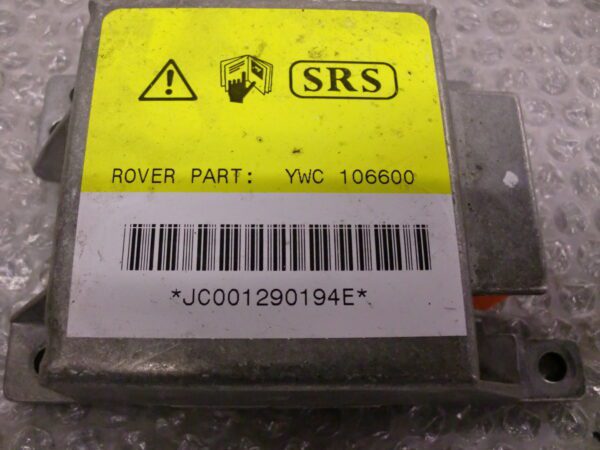 SRS
ROVER PART: YWC 106600
*JC001290194E*